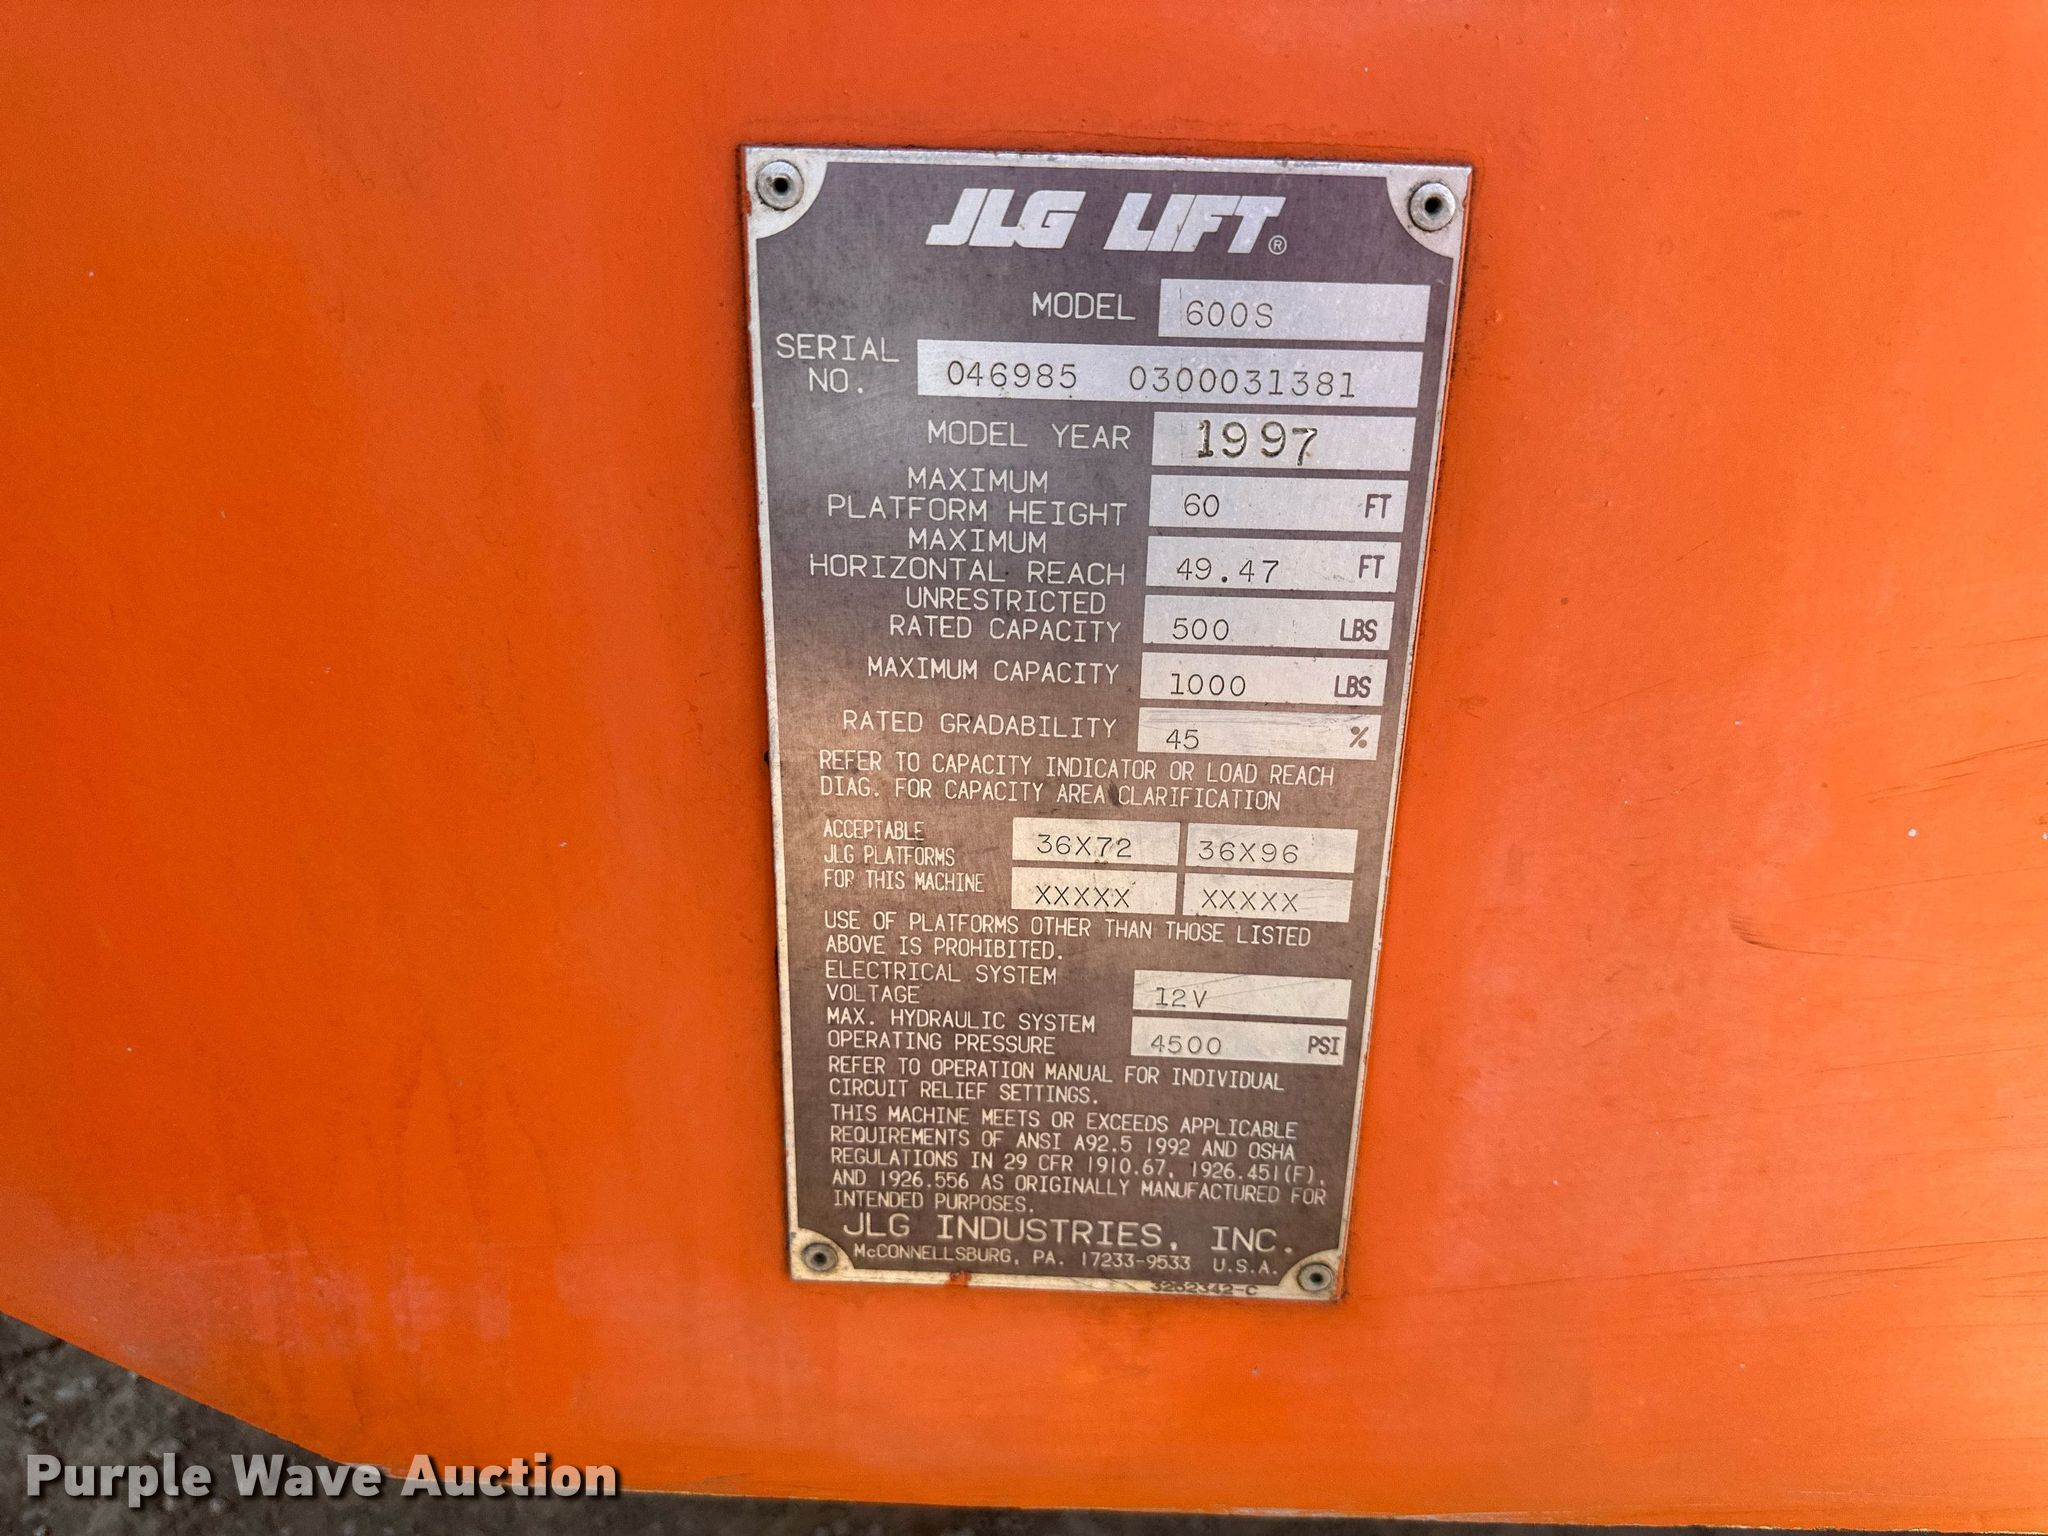 JLG LIFT®
MODEL 600S
SERIAL NO. 046985 0300031381
MODEL YEAR 1997
MAXIMUM PLATFORM HEIGHT 60 FT
MAXIMUM HORIZONTAL REACH 49.47 FT
UNRESTRICTED RATED CAPACITY 500 LBS
MAXIMUM CAPACITY 1000 LBS
RATED GRADABILITY 45 %
REFER TO CAPACITY INDICATOR OR LOAD REACH
DIAG. FOR CAPACITY AREA CLARIFICATION
ACCEPTABLE JLG PLATFORMS FOR THIS MACHINE
36X72 36X96
XXXXX XXXXX
USE OF PLATFORMS OTHER THAN THOSE LISTED
ABOVE IS PROHIBITED.
ELECTRICAL SYSTEM VOLTAGE 12V
MAX. HYDRAULIC SYSTEM OPERATING PRESSURE 4500 PSI
REFER TO OPERATION MANUAL FOR INDIVIDUAL
CIRCUIT RELIEF SETTINGS.
THIS MACHINE MEETS OR EXCEEDS APPLICABLE
REQUIREMENTS OF ANSI A92.5 1992 AND OSHA
REGULATIONS IN 29 CFR 1910.67, 1926.451(F),
AND 1926.556 AS ORIGINALLY MANUFACTURED FOR
INTENDED PURPOSES.
JLG INDUSTRIES, INC.
McCONNELLSBURG, PA. 17233-9533 U.S.A.
Purple Wave Auction